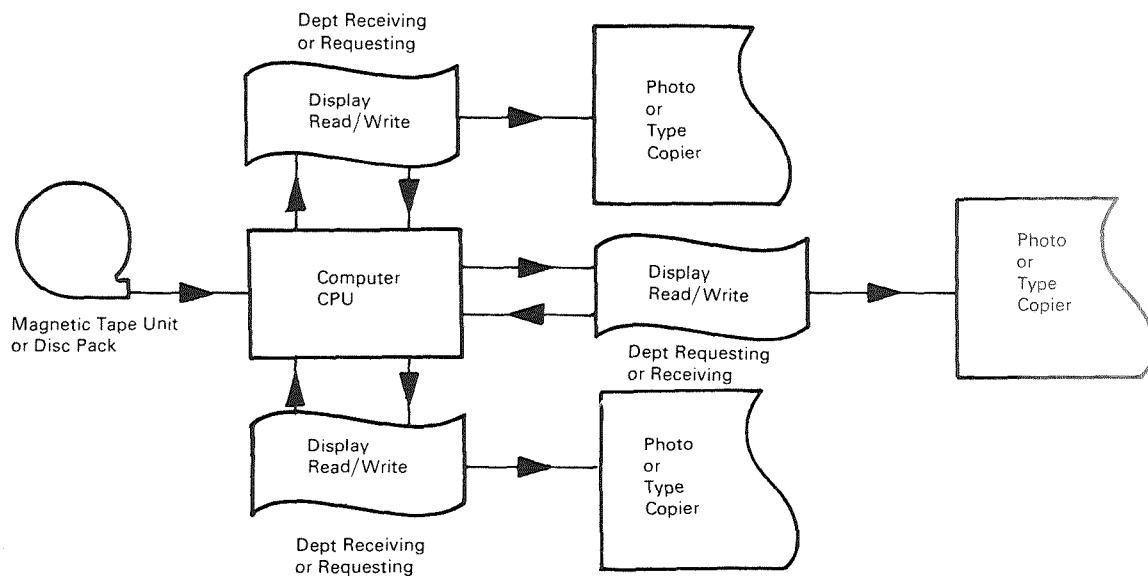 Dept Receiving
or Requesting
Display
Read/Write
Photo
or
Type
Copier
Magnetic Tape Unit
or Disc Pack
Computer
CPU
Display
Read/Write
Dept Requesting
or Receiving
Photo
or
Type
Copier
Display
Read/Write
Dept Receiving
or Requesting
Photo
or
Type
Copier